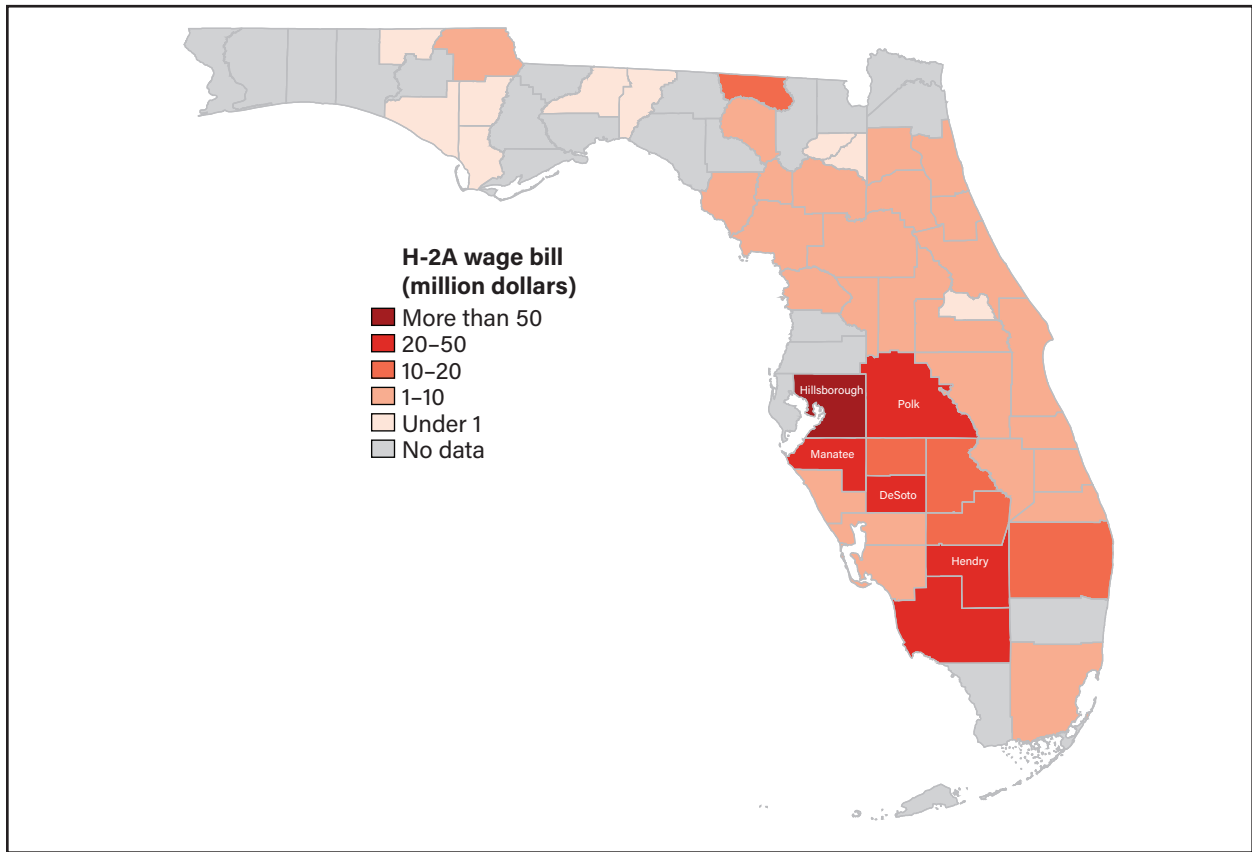 H-2A wage bill
(million dollars)
More than 50
20–50
10–20
1–10
Under 1
No data
Hillsborough
Polk
Manatee
DeSoto
Hendry